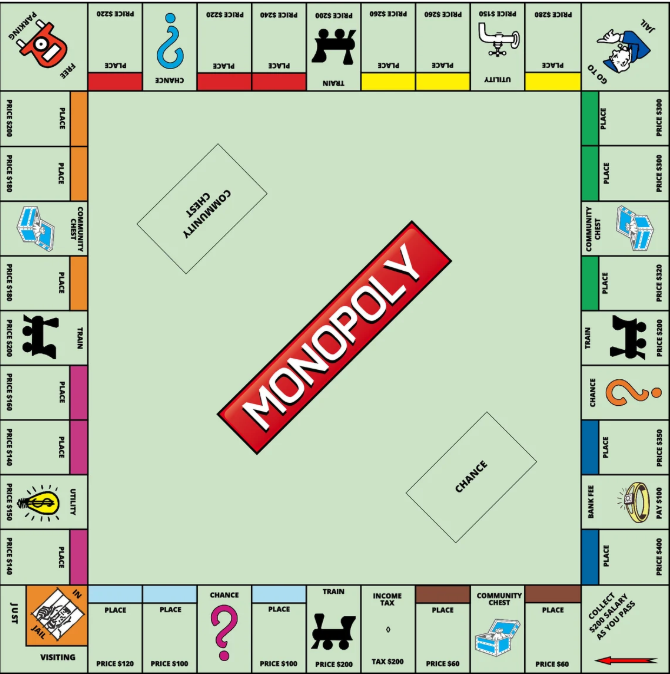 FREE
PARKING
PRICE $220
PLACE
CHANCE
PRICE $220
PLACE
PRICE $240
PLACE
PRICE $200
TRAIN
PRICE $260
PLACE
PRICE $260
PLACE
PRICE $150
UTILITY
PRICE $280
PLACE
GO TO
JAIL
PRICE $200
PLACE
PRICE $180
PLACE
COMMUNITY
CHEST
PRICE $180
PLACE
PRICE $200
TRAIN
PRICE $160
PLACE
PRICE $140
PLACE
PRICE $150
UTILITY
PRICE $140
PLACE
COMMUNITY
CHEST
MONOPOLY
CHANCE
PLACE
PRICE $300
PLACE
PRICE $300
COMMUNITY
CHEST
PLACE
PRICE $320
TRAIN
PRICE $200
CHANCE
PLACE
PRICE $350
BANK FEE
PAY $100
PLACE
PRICE $400
JUST
VISITING
IN
JAIL
PLACE
PRICE $120
PLACE
PRICE $100
CHANCE
PLACE
PRICE $100
TRAIN
PRICE $200
INCOME
TAX
TAX $200
PLACE
PRICE $60
COMMUNITY
CHEST
PLACE
PRICE $60
COLLECT
$200 SALARY
AS YOU PASS